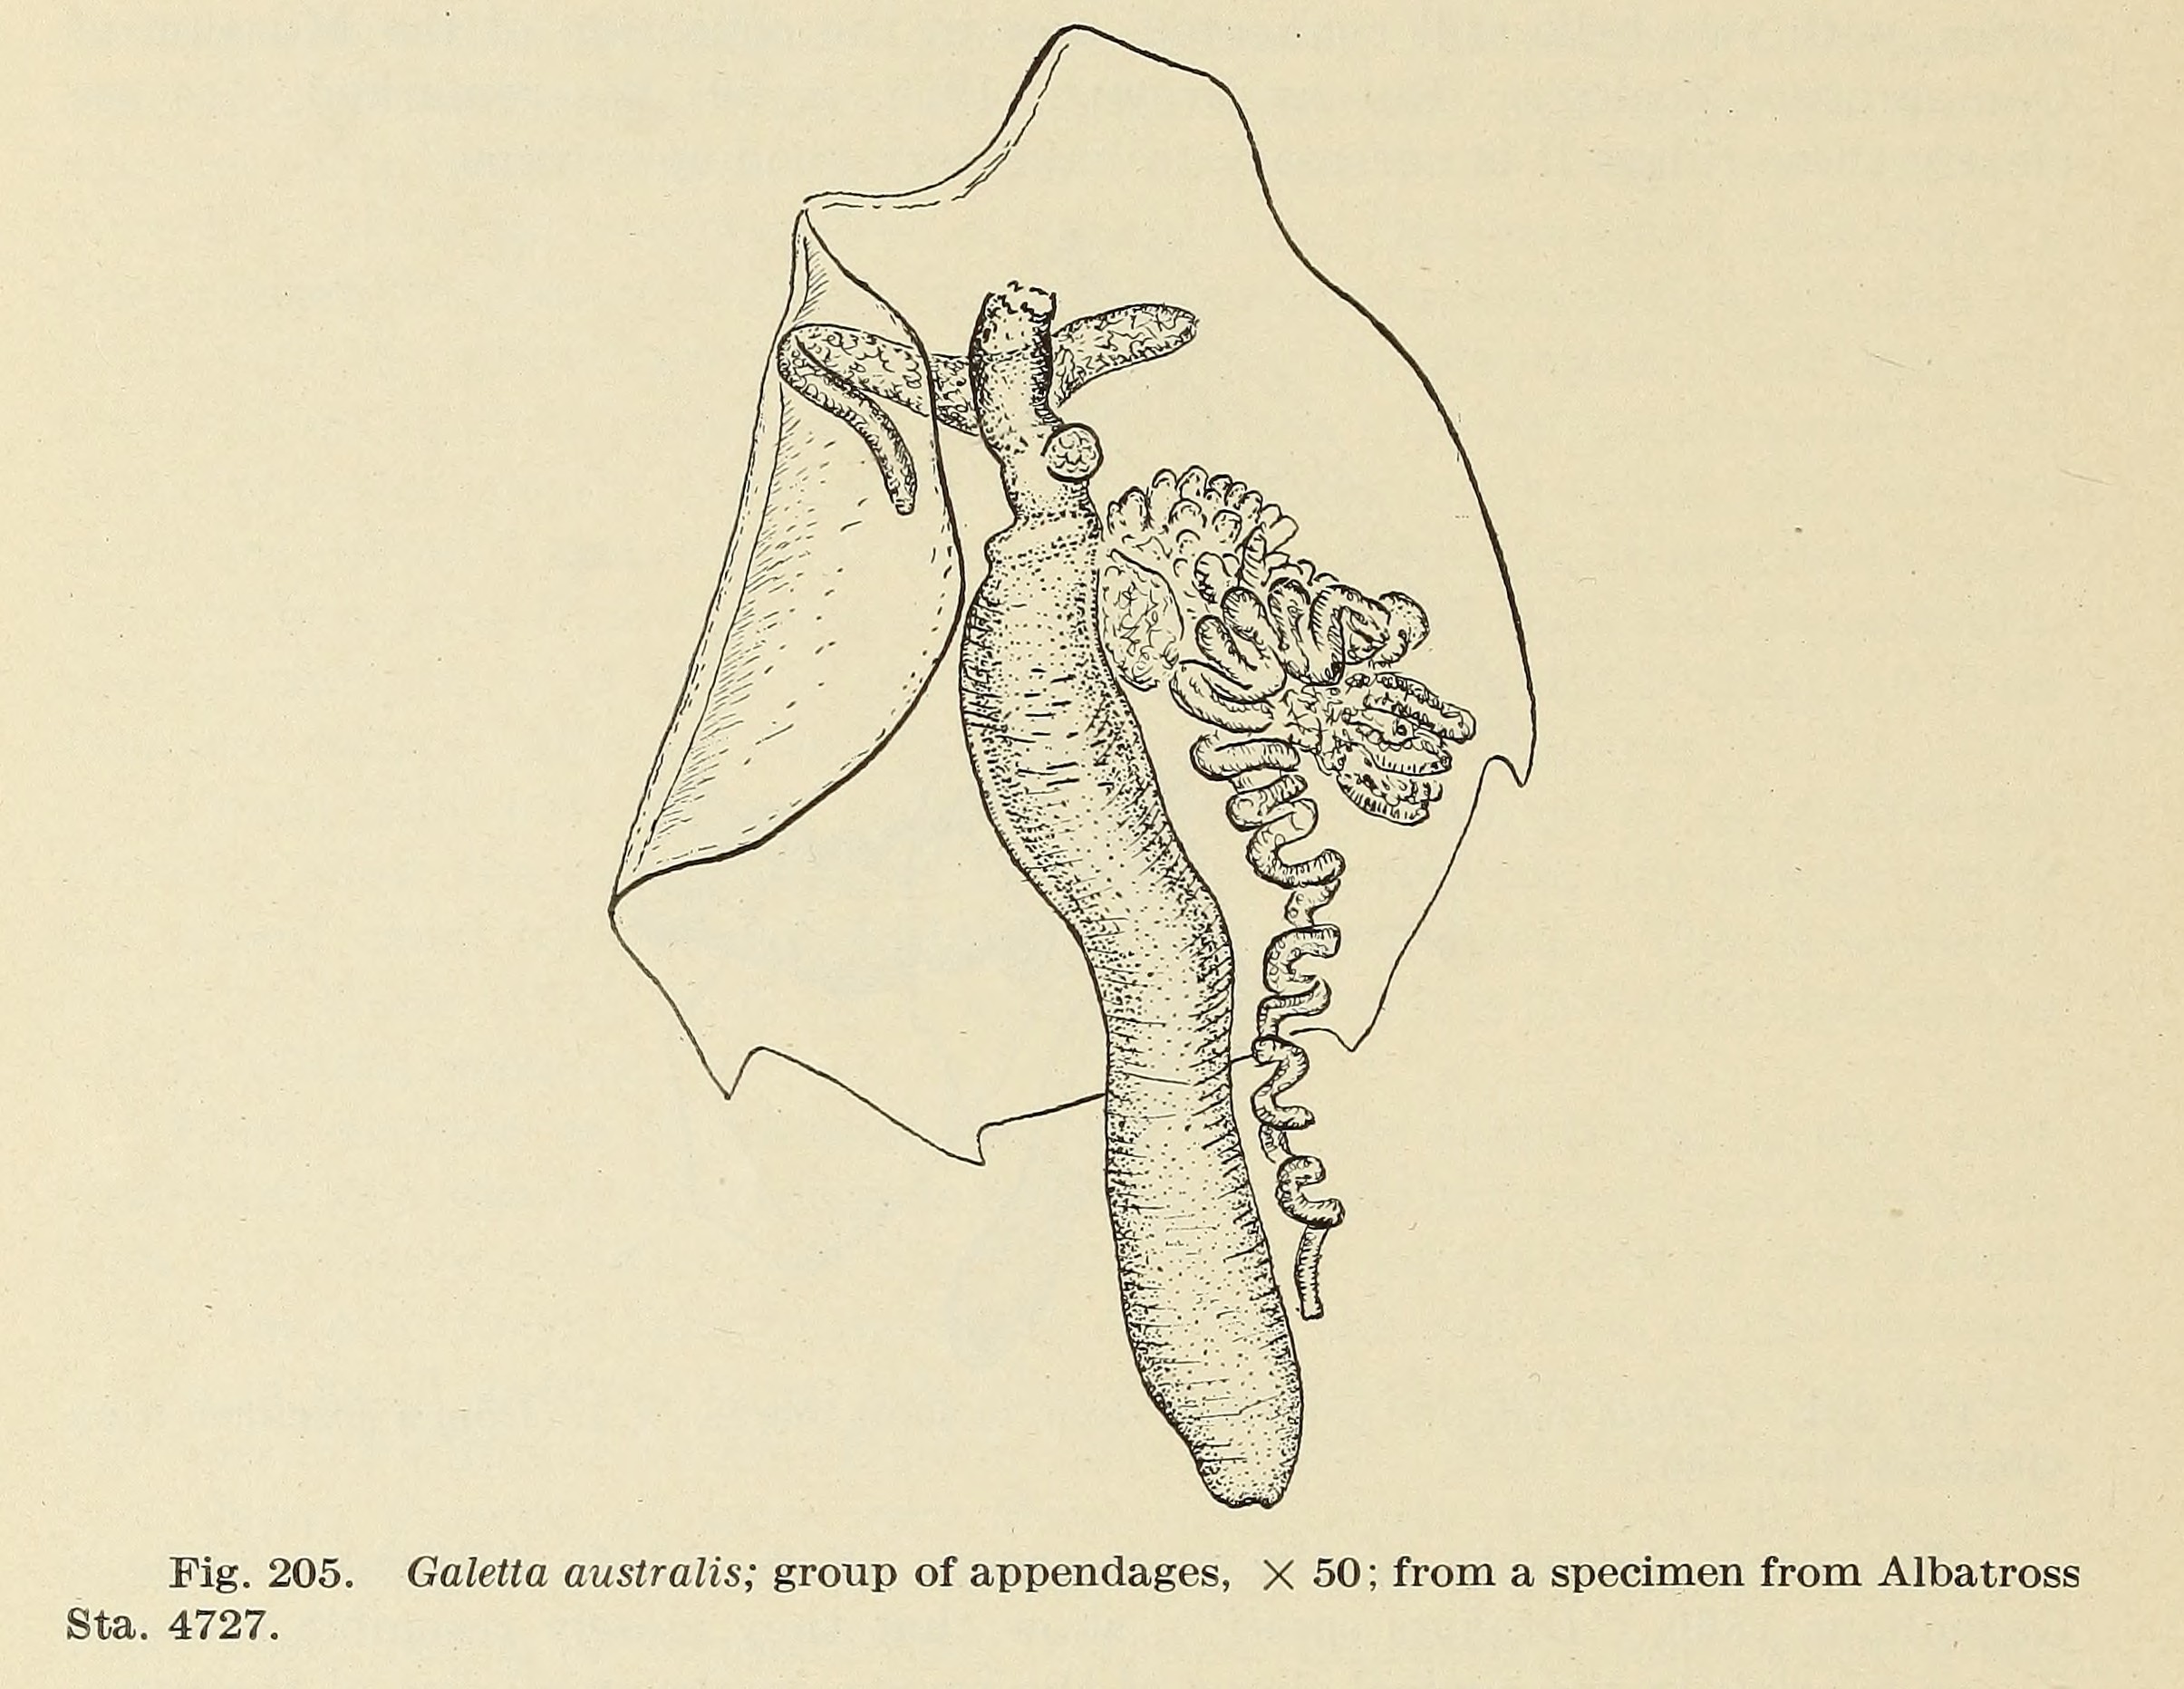 Fig. 205. Galetta australis; group of appendages, × 50; from a specimen from Albatross
Sta. 4727.